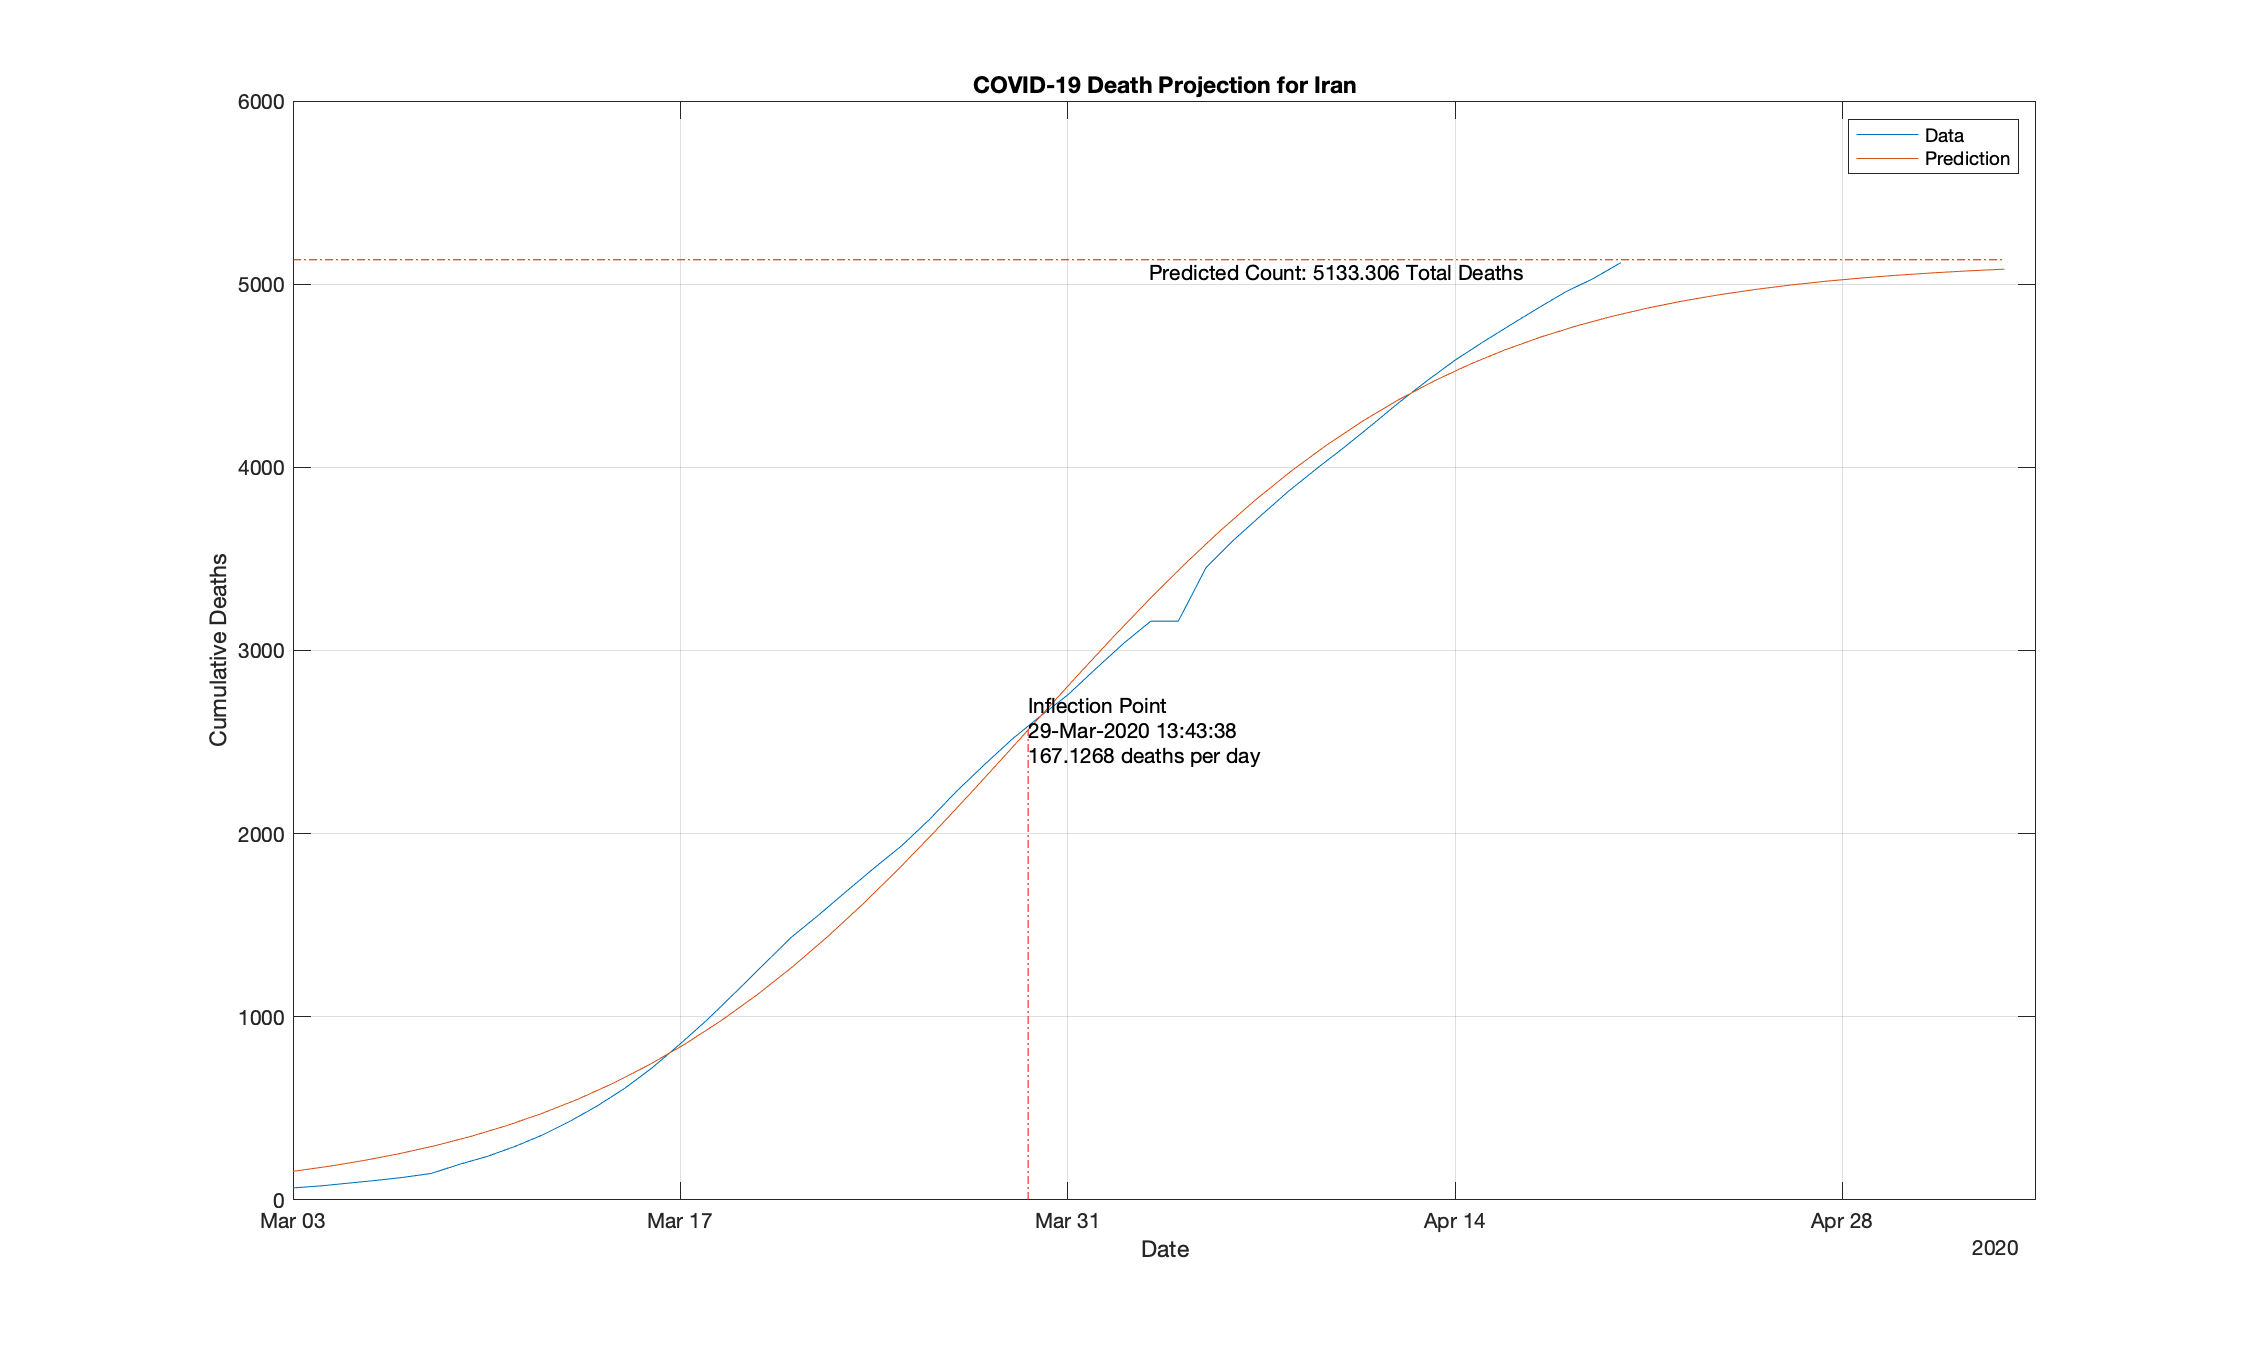 COVID-19 Death Projection for Iran
6000
5000
4000
3000
2000
1000
0
Cumulative Deaths
Data
Prediction
Predicted Count: 5133.306 Total Deaths
Inflection Point
29-Mar-2020 13:43:38
167.1268 deaths per day
Mar 03
Mar 17
Mar 31
Apr 14
Apr 28
Date
2020